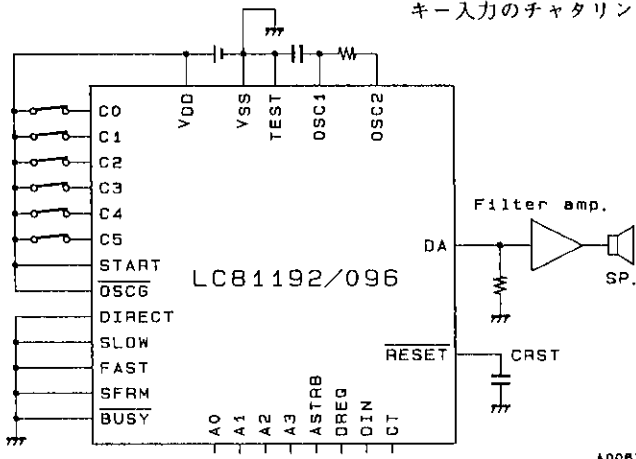 キー入力のチャタリン
VDD
VSS
TEST
OSC1
OSC2
C0
C1
C2
C3
C4
C5
START
OSC6
DIRECT
SLOW
FAST
SFRM
BUSY
LC81192/096
DA
Filter amp.
SP.
RESET
CRST
A0
A1
A2
A3
ASTRB
DREQ
DIN
CT